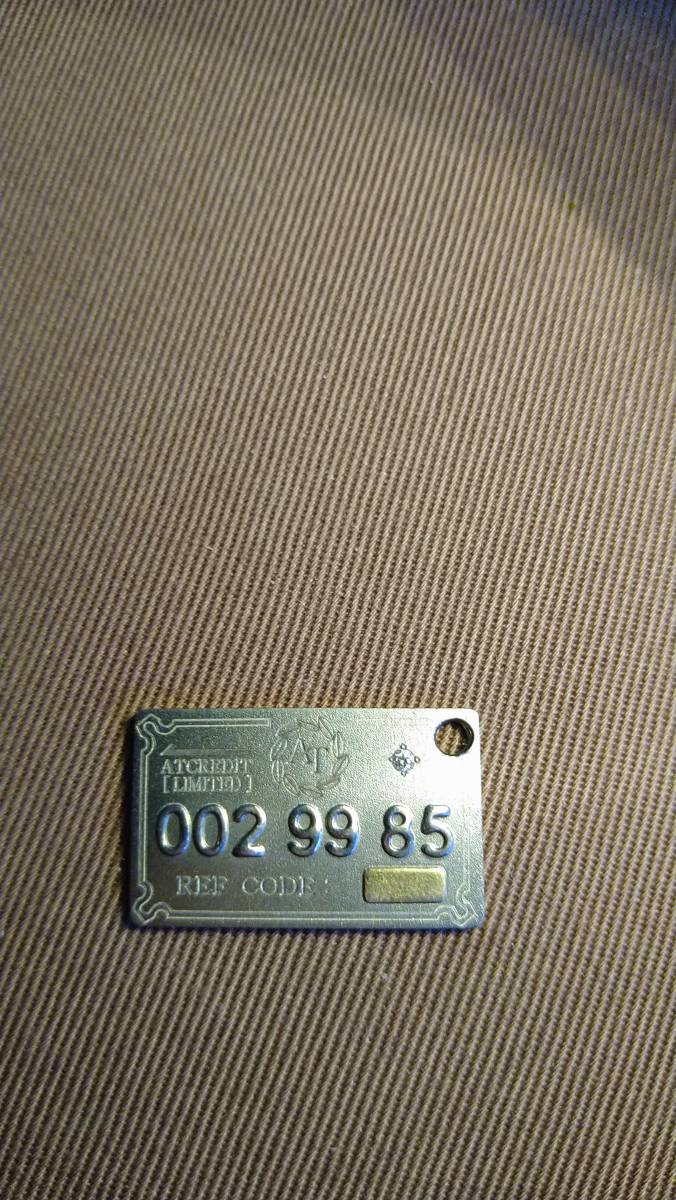 ATCREDIT
[LIMITED]
AT
002 99 85
REF CODE: